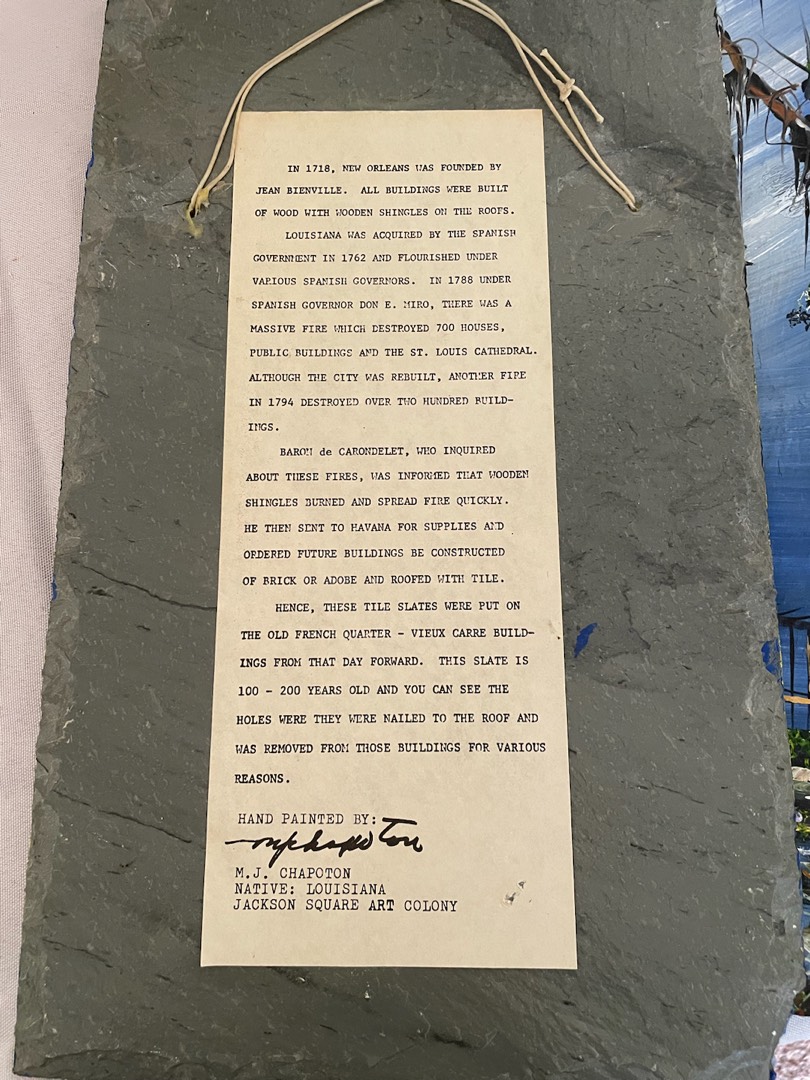 IN 1718, NEW ORLEANS WAS FOUNDED BY
JEAN BIENVILLE. ALL BUILDINGS WERE BUILT
OF WOOD WITH WOODEN SHINGLES ON THE ROOFS.
LOUISIANA WAS ACQUIRED BY THE SPANISH
GOVERNMENT IN 1762 AND FLOURISHED UNDER
VARIOUS SPANISH GOVERNORS. IN 1788 UNDER
SPANISH GOVERNOR DON E. MIRO, THERE WAS A
MASSIVE FIRE WHICH DESTROYED 700 HOUSES,
PUBLIC BUILDINGS AND THE ST. LOUIS CATHEDRAL.
ALTHOUGH THE CITY WAS REBUILT, ANOTHER FIRE
IN 1794 DESTROYED OVER TWO HUNDRED BUILD-
INGS.
BARON de CARONDELET, WHO INQUIRED
ABOUT THESE FIRES, WAS INFORMED THAT WOODEN
SHINGLES BURNED AND SPREAD FIRE QUICKLY.
HE THEN SENT TO HAVANA FOR SUPPLIES AND
ORDERED FUTURE BUILDINGS BE CONSTRUCTED
OF BRICK OR ADOBE AND ROOFED WITH TILE.
HENCE, THESE TILE SLATES WERE PUT ON
THE OLD FRENCH QUARTER - VIEUX CARRE BUILD-
INGS FROM THAT DAY FORWARD. THIS SLATE IS
100 - 200 YEARS OLD AND YOU CAN SEE THE
HOLES WERE THEY WERE NAILED TO THE ROOF AND
WAS REMOVED FROM THOSE BUILDINGS FOR VARIOUS
REASONS.
HAND PAINTED BY:
mjchapoton
M.J. CHAPOTON
NATIVE: LOUISIANA
JACKSON SQUARE ART COLONY